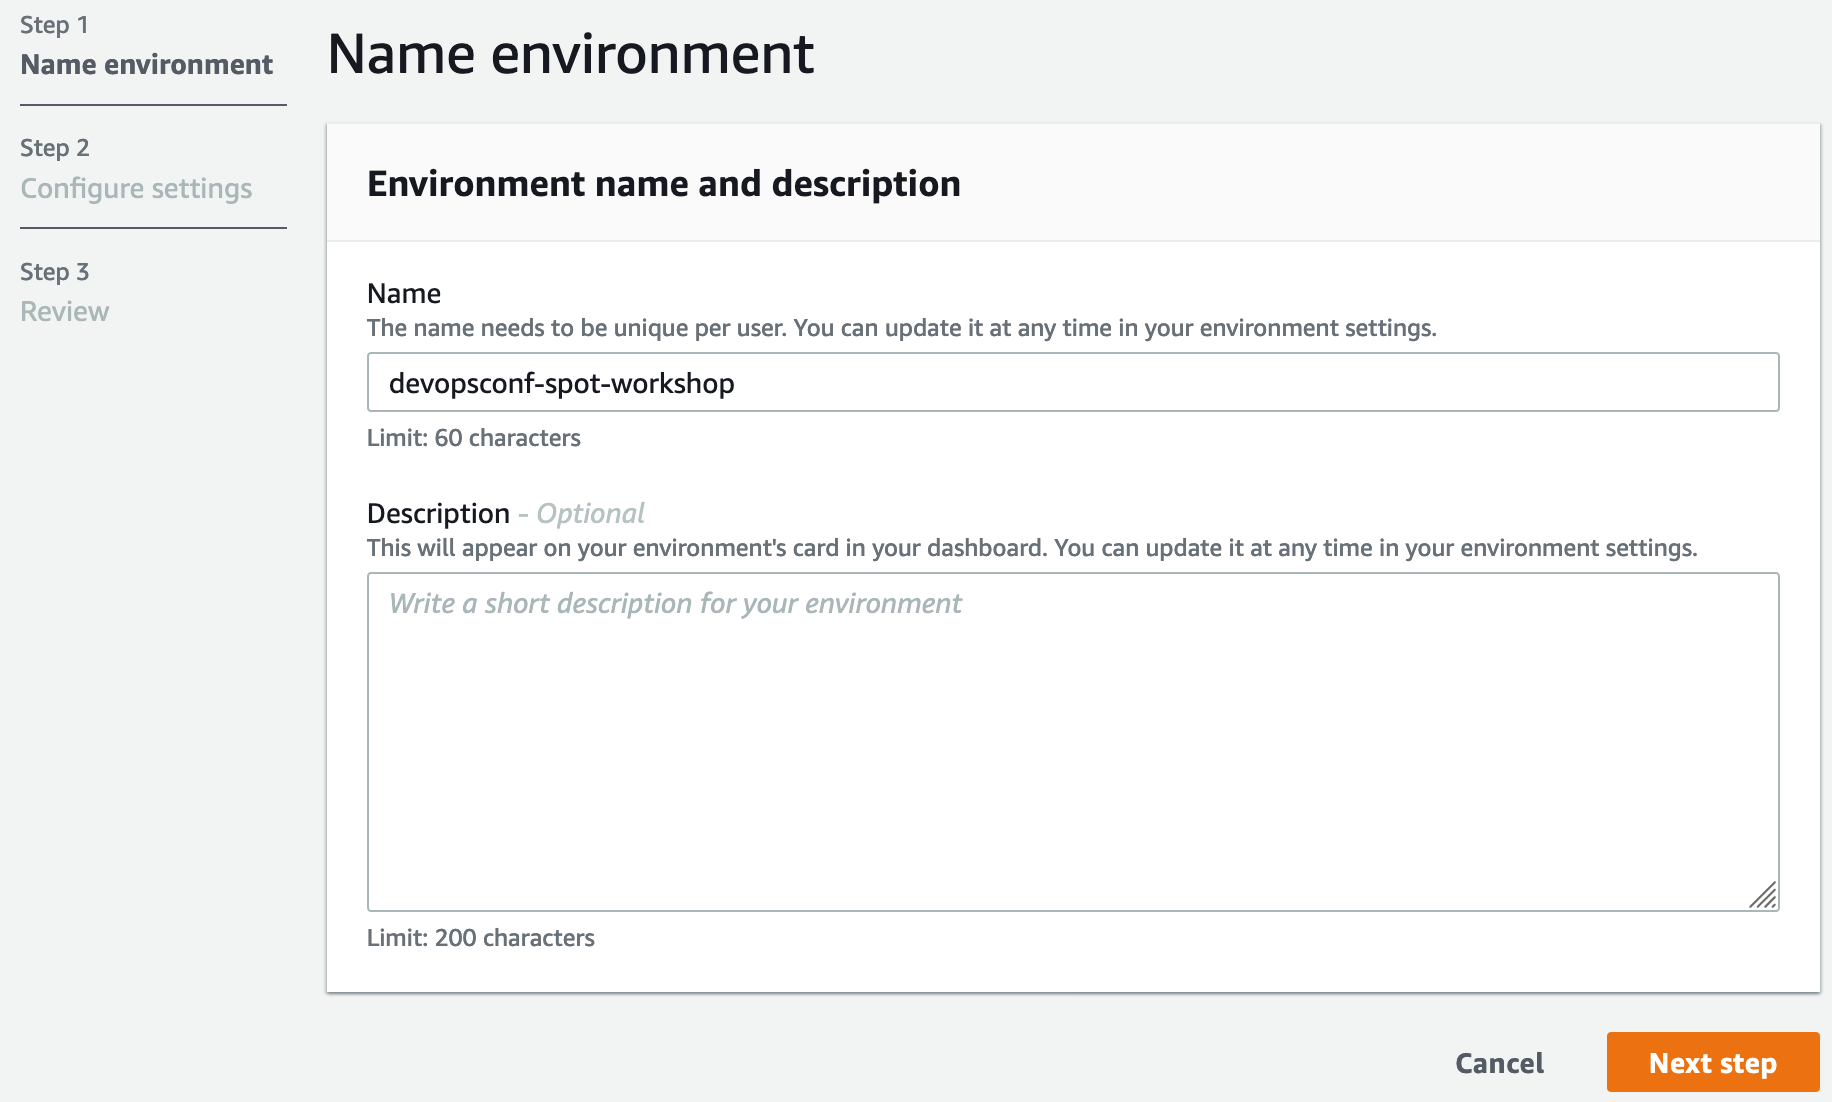 Step 1
Name environment
Step 2
Configure settings
Step 3
Review
Name environment
Environment name and description
Name
The name needs to be unique per user. You can update it at any time in your environment settings.
devopsconf-spot-workshop
Limit: 60 characters
Description - Optional
This will appear on your environment's card in your dashboard. You can update it at any time in your environment settings.
Write a short description for your environment
Limit: 200 characters
Cancel
Next step